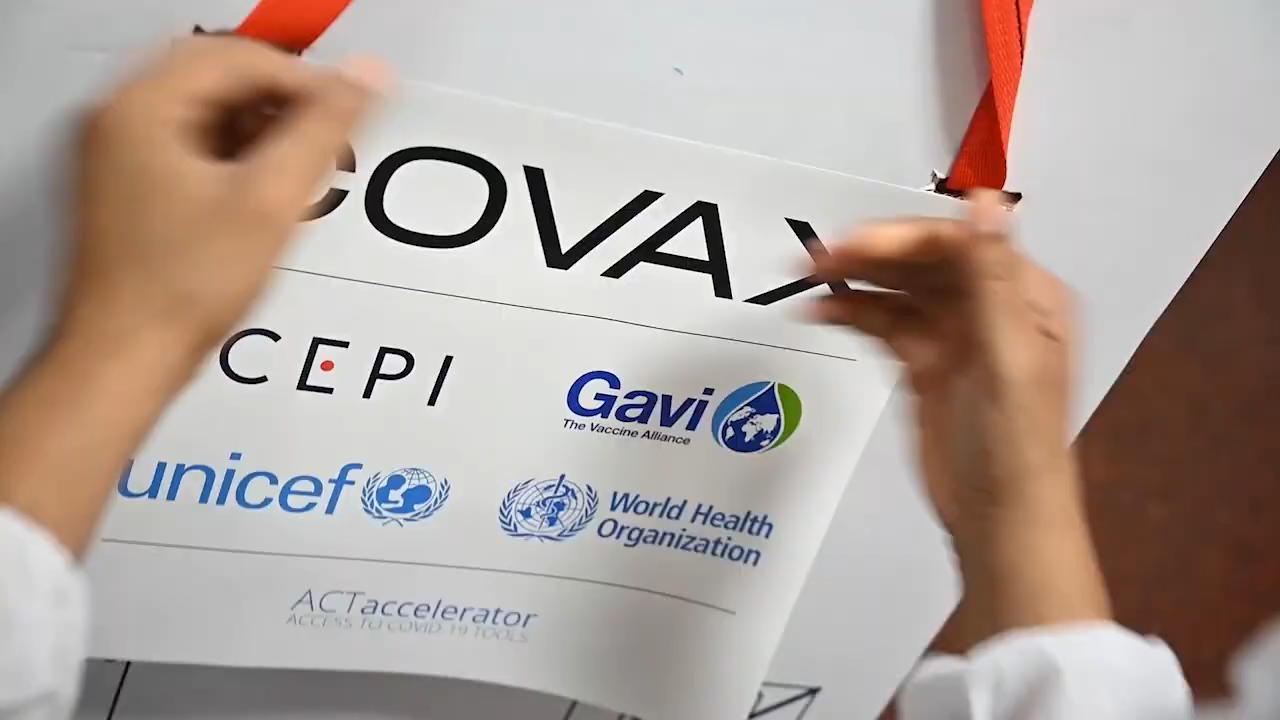 COVAX
CEPI
Gavi
The Vaccine Alliance
unicef
World Health
Organization
ACTaccelerator
ACCESS TO COVID-19 TOOLS